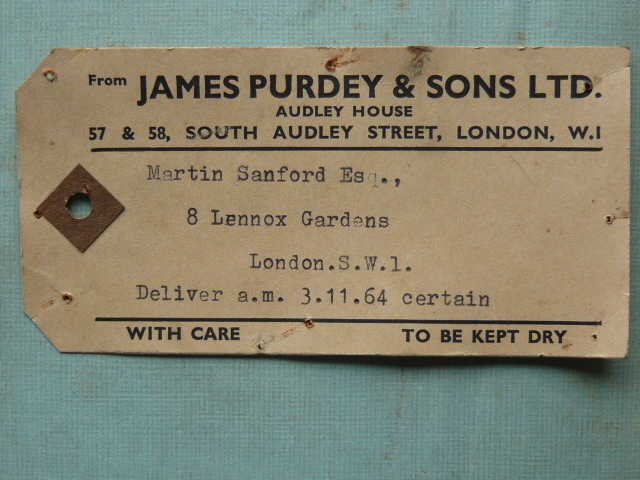 From JAMES PURDEY & SONS LTD.
AUDLEY HOUSE
57 & 58, SOUTH AUDLEY STREET, LONDON, W.1
Martin Sanford Esq.,
8 Lennox Gardens
London.S.W.1.
Deliver a.m. 3.11.64 certain
WITH CARE TO BE KEPT DRY